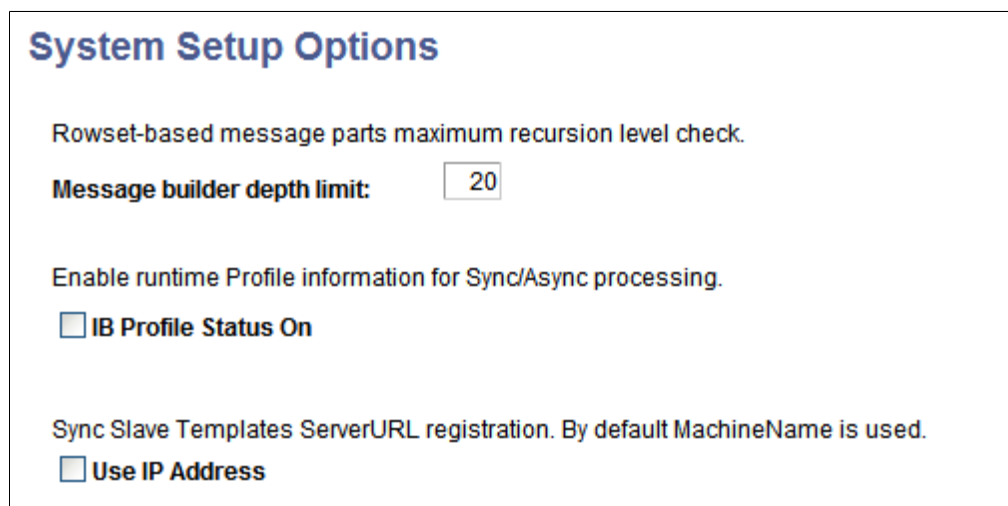 System Setup Options
Rowset-based message parts maximum recursion level check.
Message builder depth limit: 20
Enable runtime Profile information for Sync/Async processing.
IB Profile Status On
Sync Slave Templates ServerURL registration. By default MachineName is used.
Use IP Address